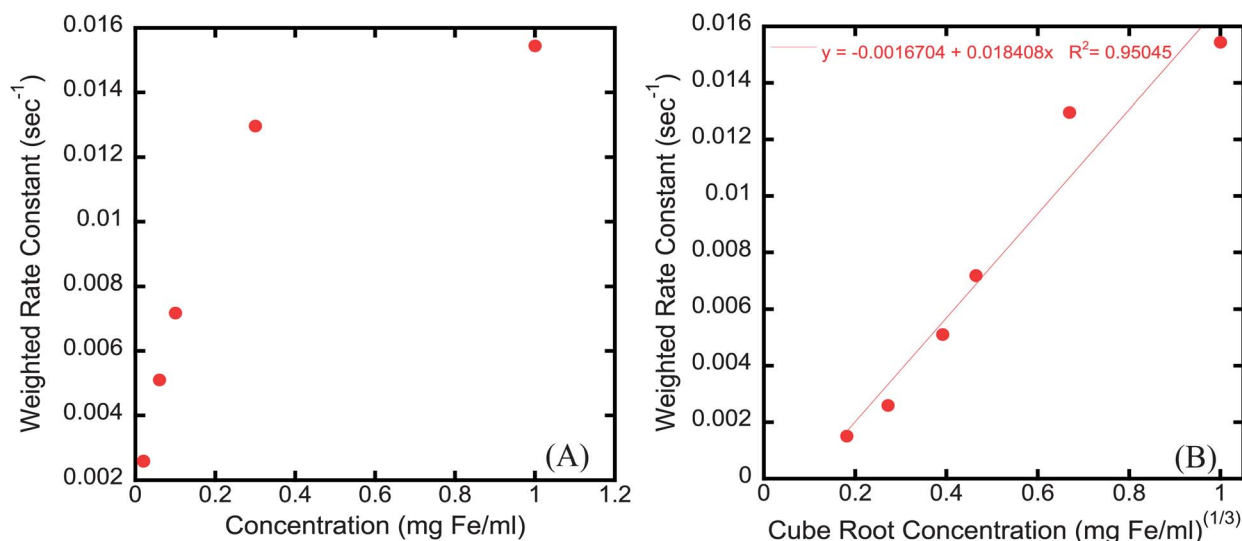 0.016
0.014
0.012
0.01
0.008
0.006
0.004
0.002
0 0.2 0.4 0.6 0.8 1 1.2
Weighted Rate Constant (sec⁻¹)
Concentration (mg Fe/ml)
(A)
0.016
0.014
0.012
0.01
0.008
0.006
0.004
0.002
0
0 0.2 0.4 0.6 0.8 1
Weighted Rate Constant (sec⁻¹)
y = -0.0016704 + 0.018408x R²= 0.95045
Cube Root Concentration (mg Fe/ml)⁽¹/³⁾
(B)